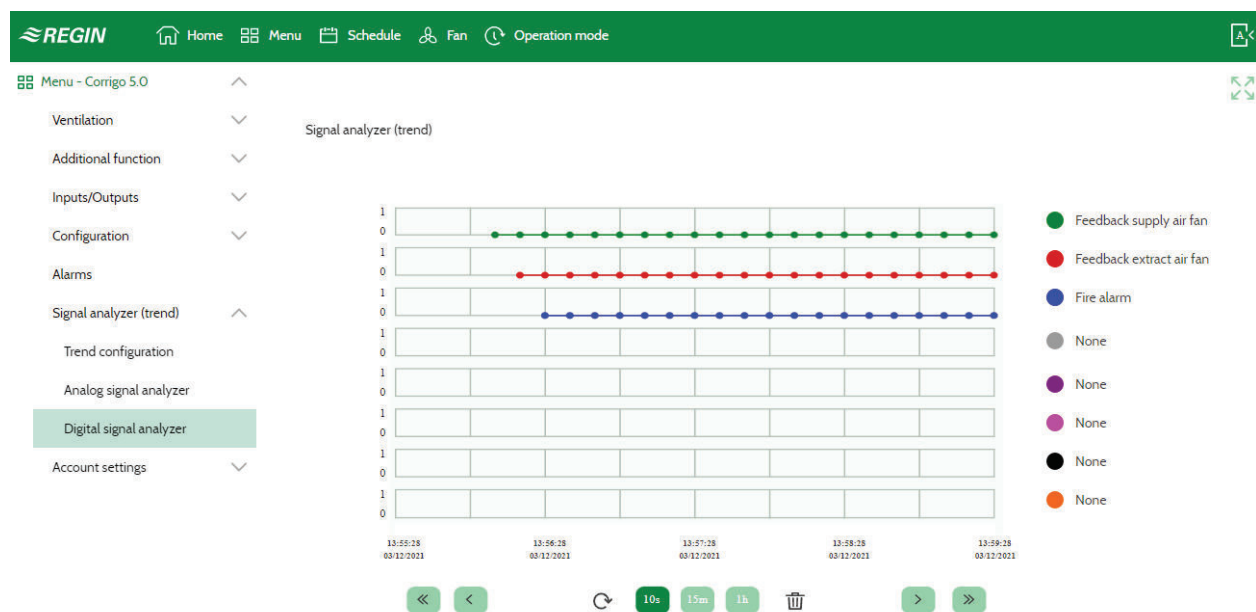 REGIN Home Menu Schedule Fan Operation mode A
Menu - Corrigo 5.0
Ventilation
Additional function
Inputs/Outputs
Configuration
Alarms
Signal analyzer (trend)
Trend configuration
Analog signal analyzer
Digital signal analyzer
Account settings
Signal analyzer (trend)
1
0
1
0
1
0
1
0
1
0
1
0
1
0
1
0
13:55:28 13:56:28 13:57:28 13:58:28 13:59:28
03/12/2021 03/12/2021 03/12/2021 03/12/2021 03/12/2021
Feedback supply air fan
Feedback extract air fan
Fire alarm
None
None
None
None
None
10s 15m 1h